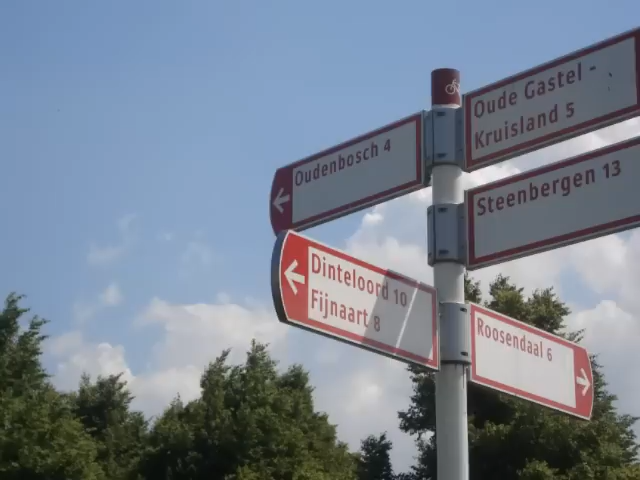 Oudenbosch 4
Dinteloord 10
Fijnaart 8
Oude Gastel -
Kruisland 5
Steenbergen 13
Roosendaal 6